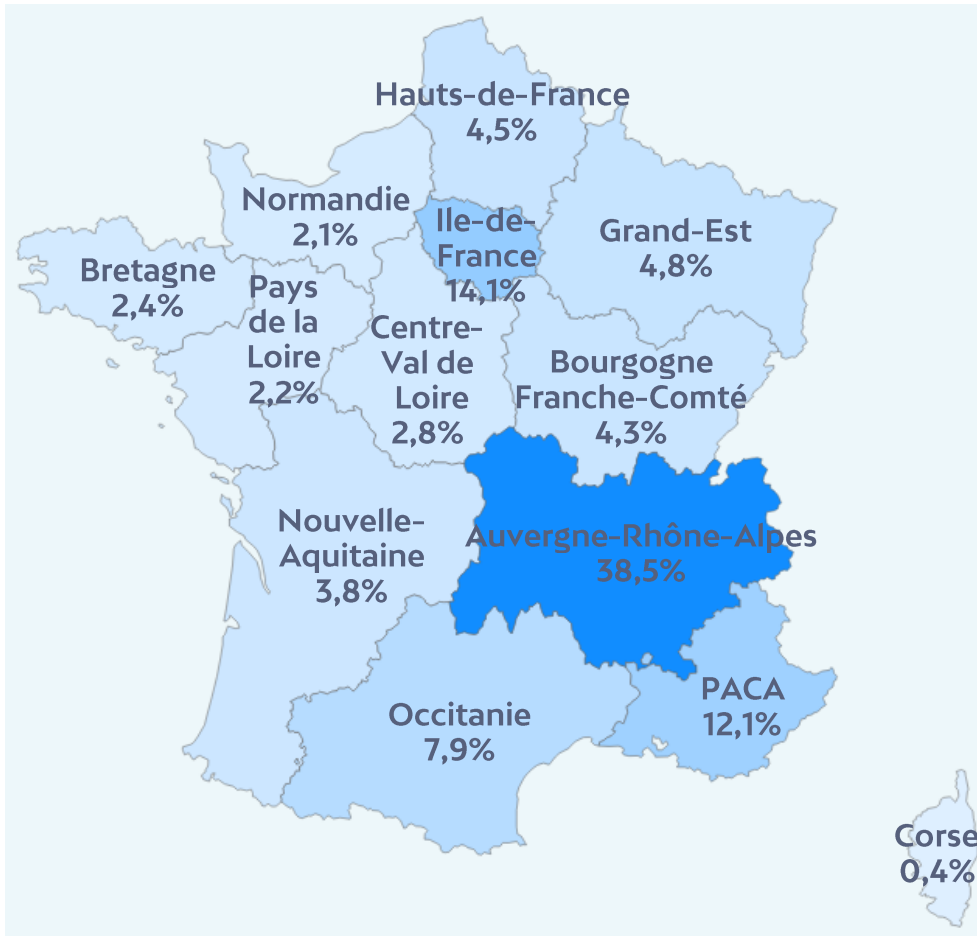 Hauts-de-France
4,5%
Normandie
2,1%
Ile-de-
France
14,1%
Grand-Est
4,8%
Bretagne
2,4%
Pays
de la
Loire
2,2%
Centre-
Val de
Loire
2,8%
Bourgogne
Franche-Comté
4,3%
Nouvelle-
Aquitaine
3,8%
Auvergne-Rhône-Alpes
38,5%
Occitanie
7,9%
PACA
12,1%
Corse
0,4%